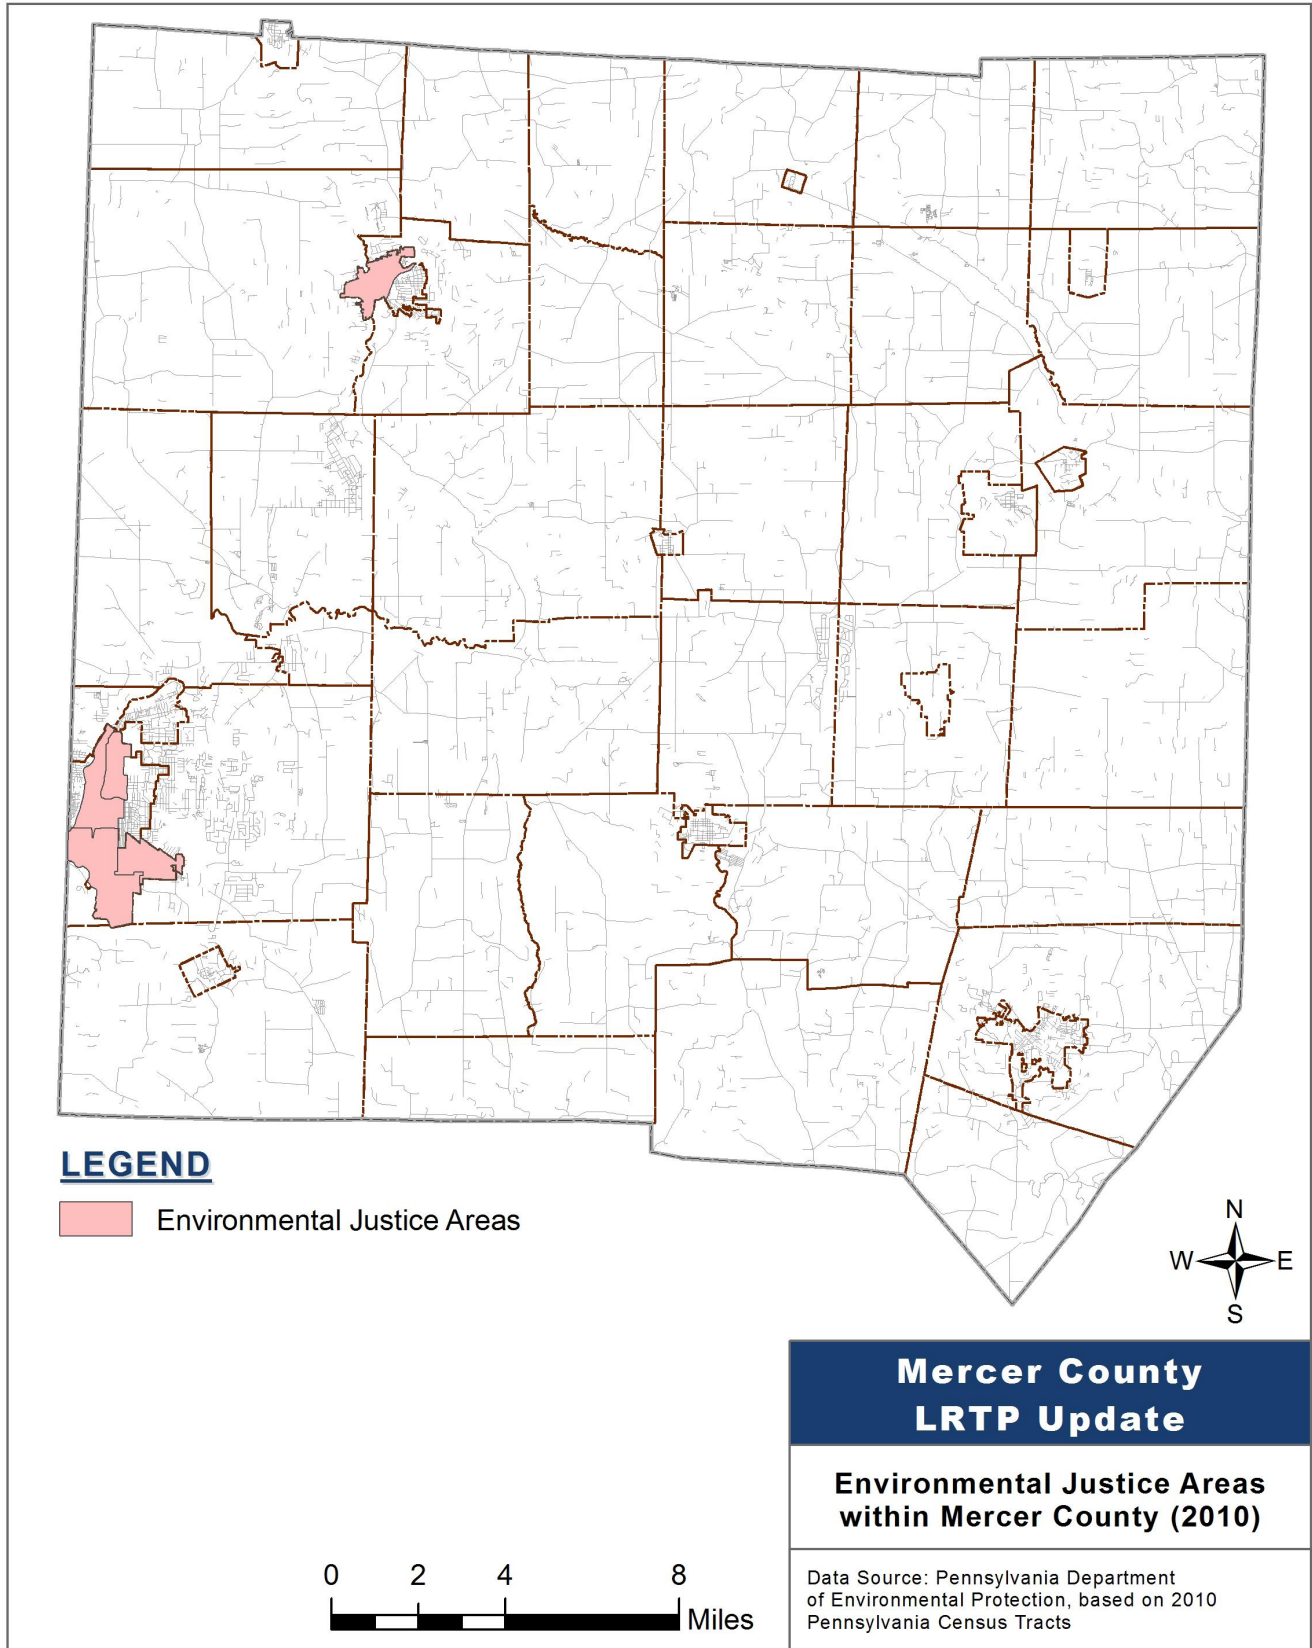 LEGEND
Environmental Justice Areas
N
W E
S
Mercer County
LRTP Update
Environmental Justice Areas
within Mercer County (2010)
0 2 4 8
Miles
Data Source: Pennsylvania Department
of Environmental Protection, based on 2010
Pennsylvania Census Tracts